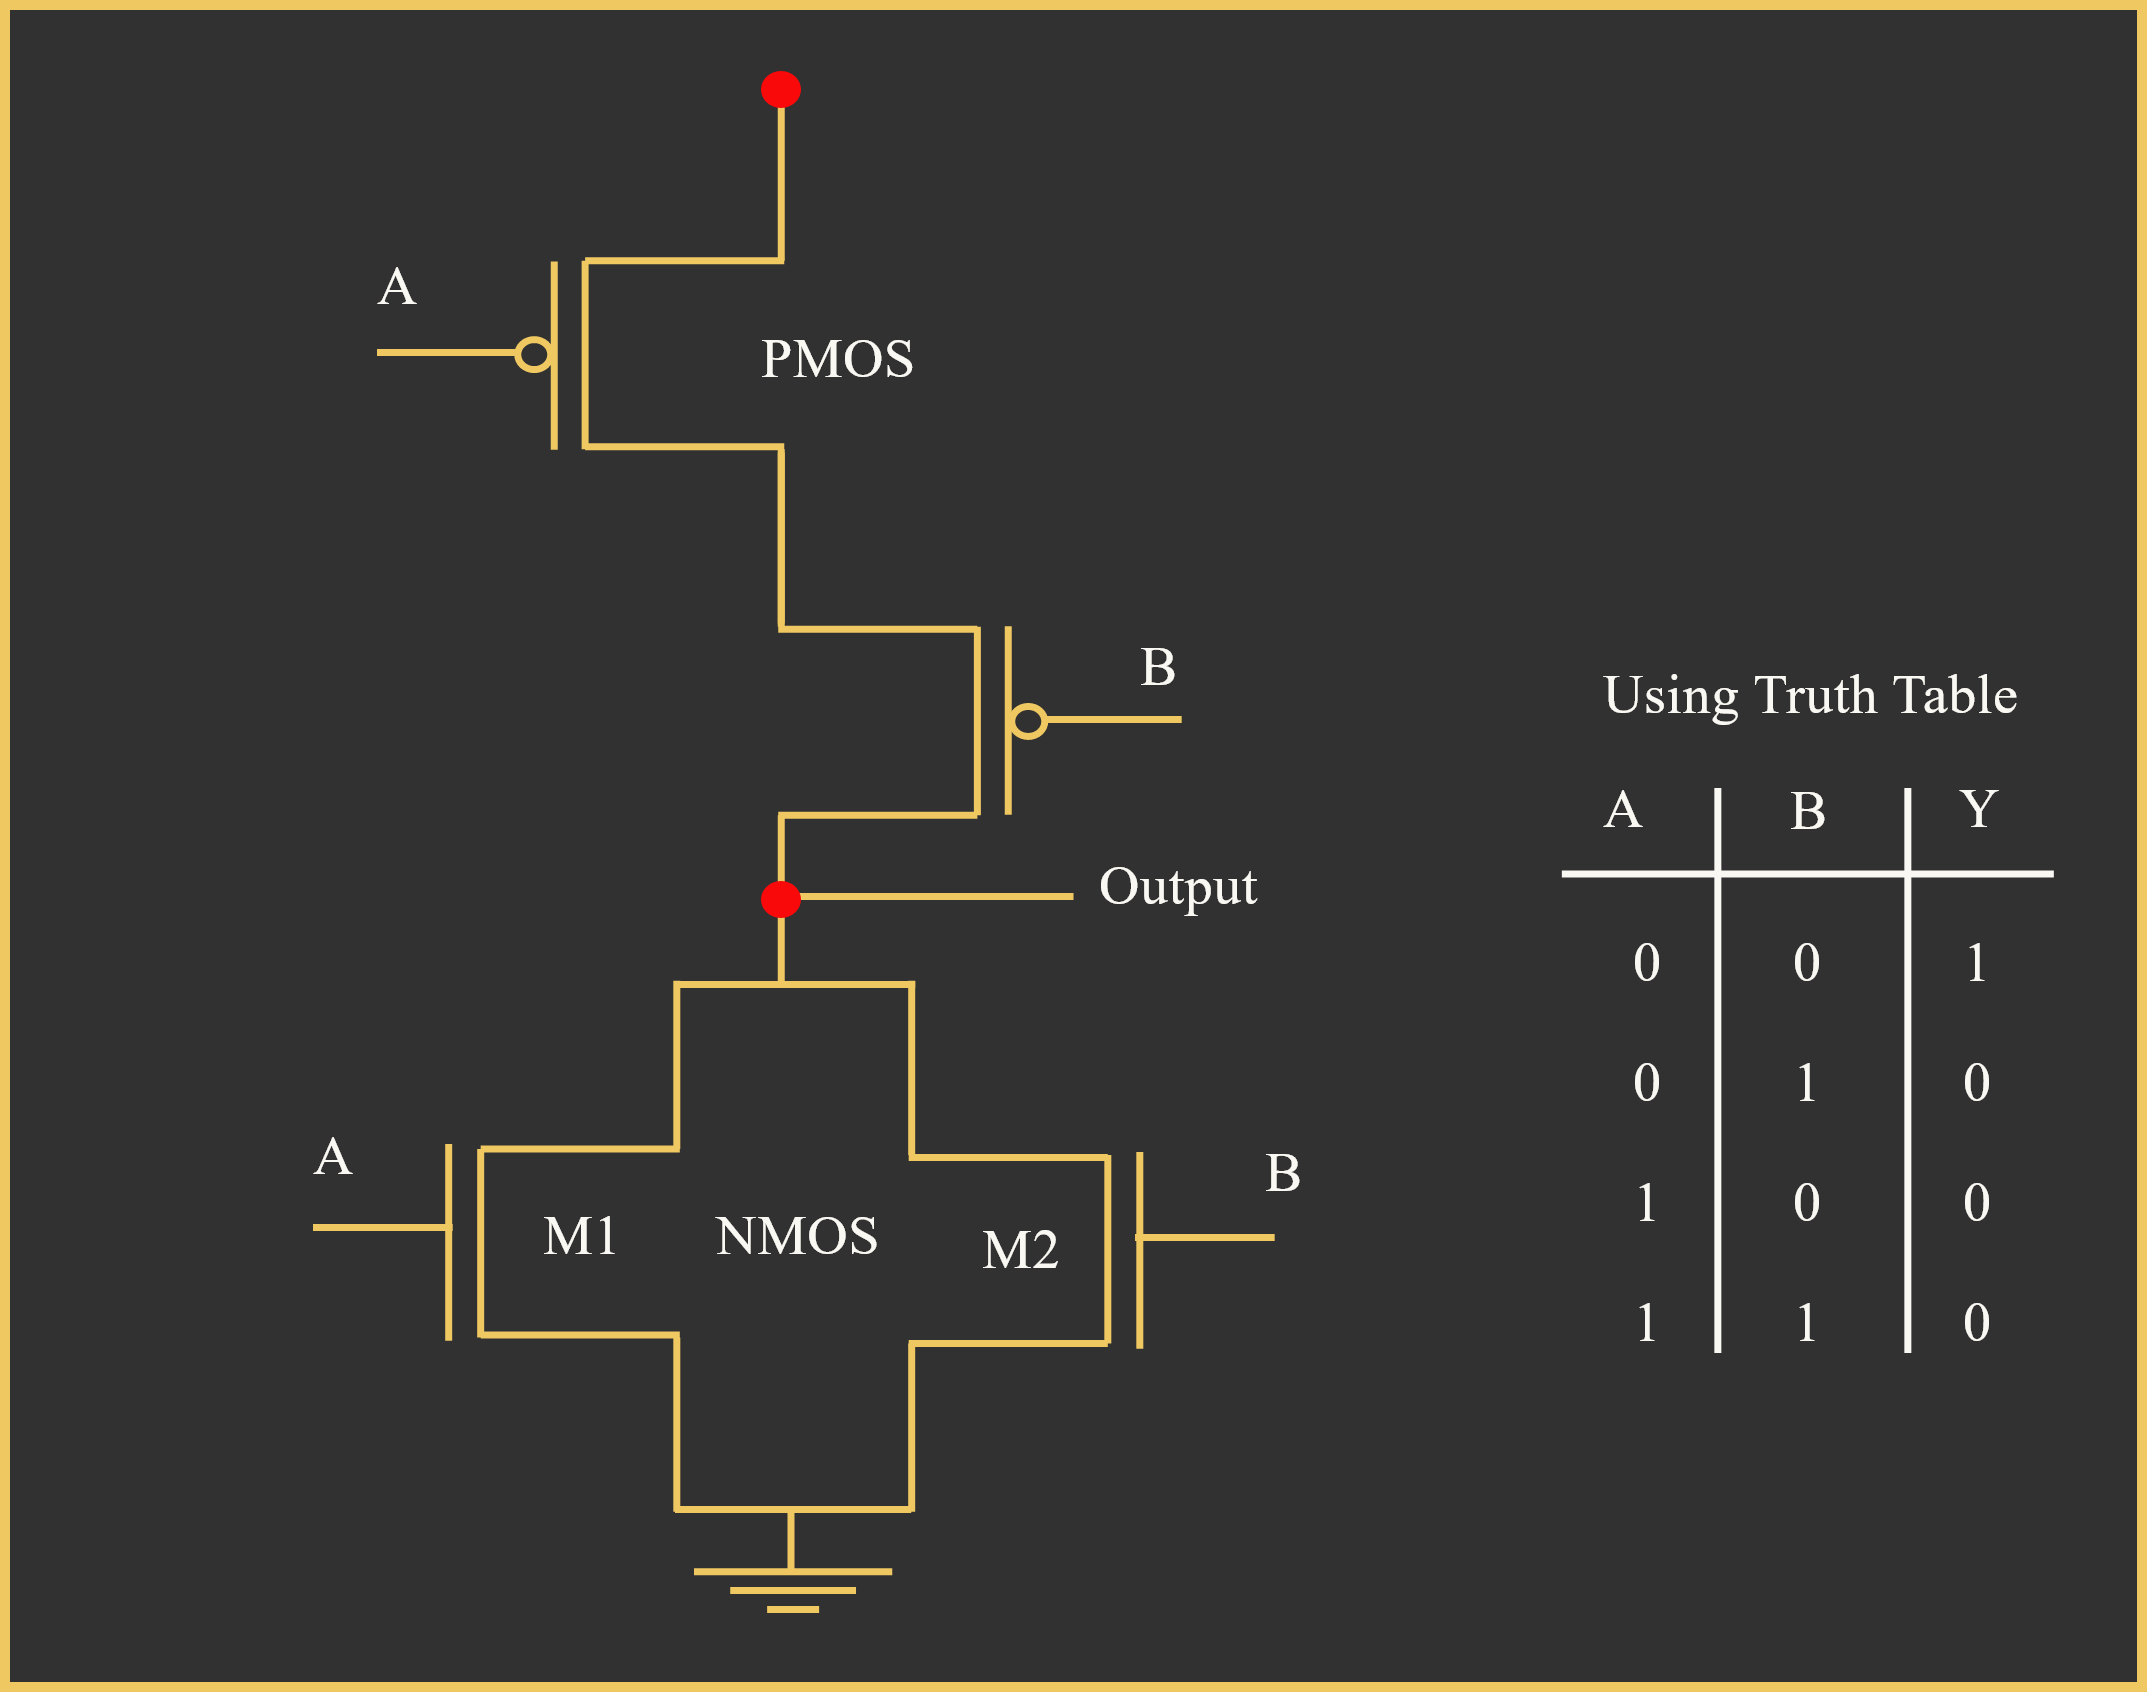 A
PMOS
B
Output
A
M1
NMOS
M2
B
Using Truth Table
A B Y
0 0 1
0 1 0
1 0 0
1 1 0